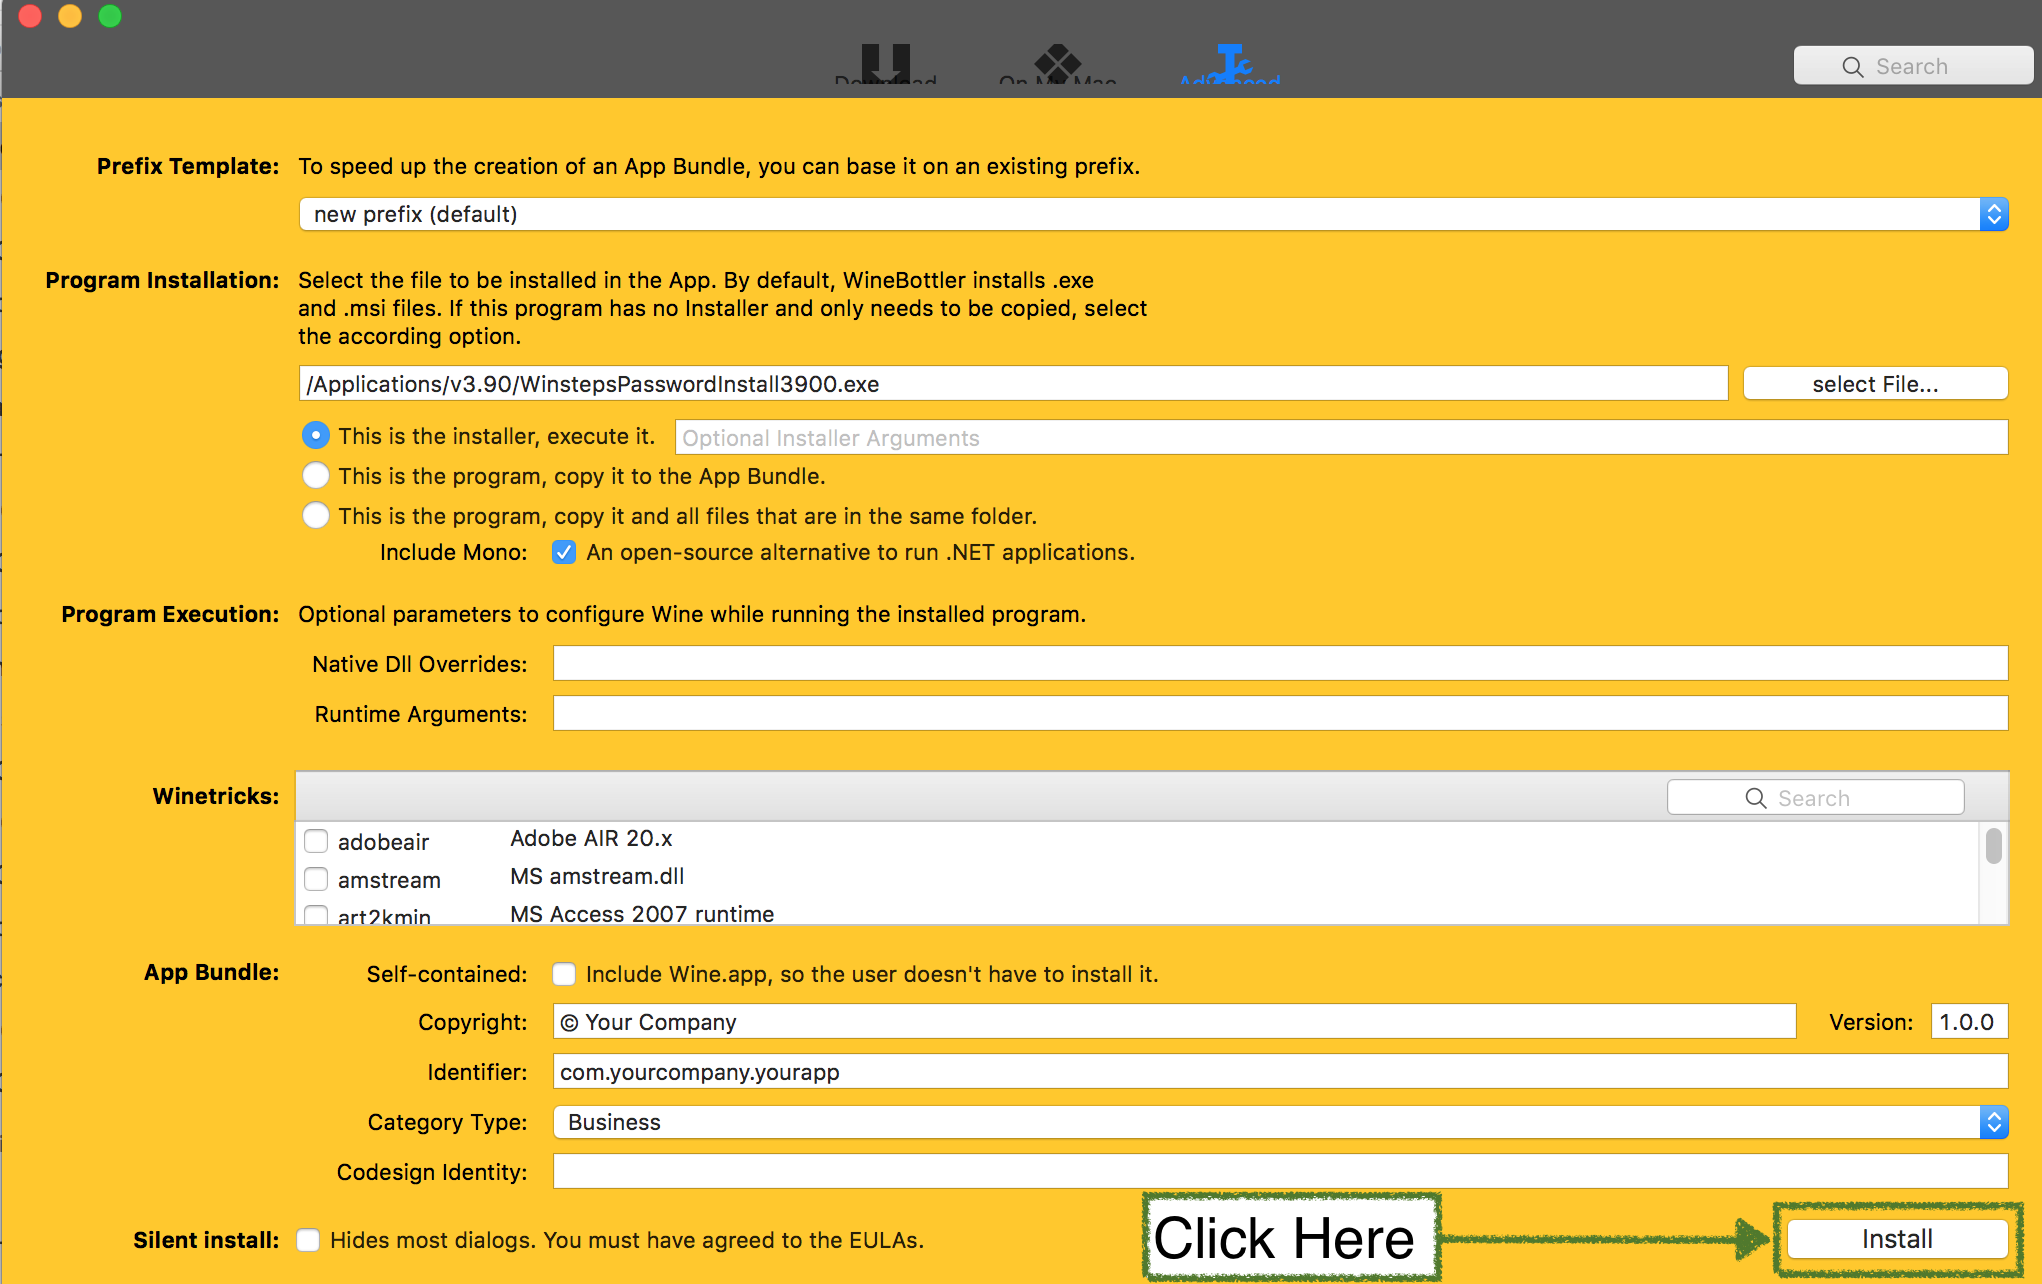 Download On My Mac Advanced
Search
Prefix Template: To speed up the creation of an App Bundle, you can base it on an existing prefix.
new prefix (default)
Program Installation: Select the file to be installed in the App. By default, WineBottler installs .exe
and .msi files. If this program has no Installer and only needs to be copied, select
the according option.
/Applications/v3.90/WinstepsPasswordInstall3900.exe select File...
This is the installer, execute it. Optional Installer Arguments
This is the program, copy it to the App Bundle.
This is the program, copy it and all files that are in the same folder.
Include Mono: An open-source alternative to run .NET applications.
Program Execution: Optional parameters to configure Wine while running the installed program.
Native Dll Overrides:
Runtime Arguments:
Winetricks: Search
adobeair Adobe AIR 20.x
amstream MS amstream.dll
art2kmin MS Access 2007 runtime
App Bundle: Self-contained: Include Wine.app, so the user doesn't have to install it.
Copyright: © Your Company Version: 1.0.0
Identifier: com.yourcompany.yourapp
Category Type: Business
Codesign Identity:
Silent install: Hides most dialogs. You must have agreed to the EULAs. Click Here Install